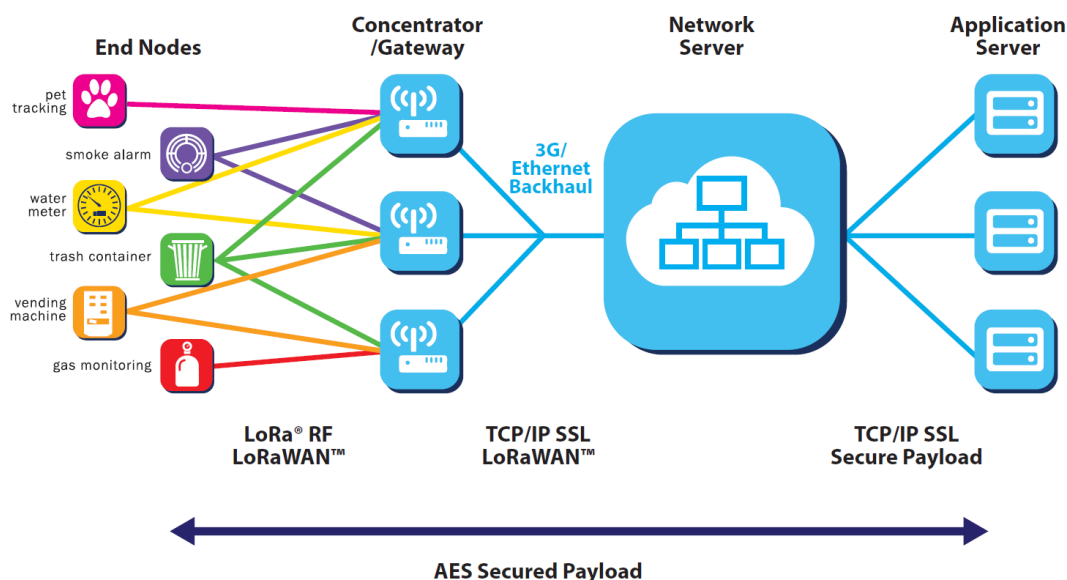 End Nodes
Concentrator
/Gateway
Network
Server
Application
Server
pet
tracking
smoke alarm
water
meter
trash container
vending
machine
gas monitoring
3G/
Ethernet
Backhaul
LoRa® RF
LoRaWAN™
TCP/IP SSL
LoRaWAN™
TCP/IP SSL
Secure Payload
AES Secured Payload